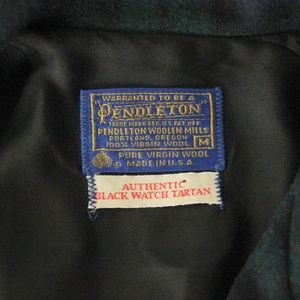 "WARRANTED TO BE A
PENDLETON"
TRADE MARK REG. U.S. PAT. OFF.
PENDLETON WOOLEN MILLS
PORTLAND, OREGON
100% VIRGIN WOOL M
PURE VIRGIN WOOL
MADE IN U.S.A.
AUTHENTIC
BLACK WATCH TARTAN